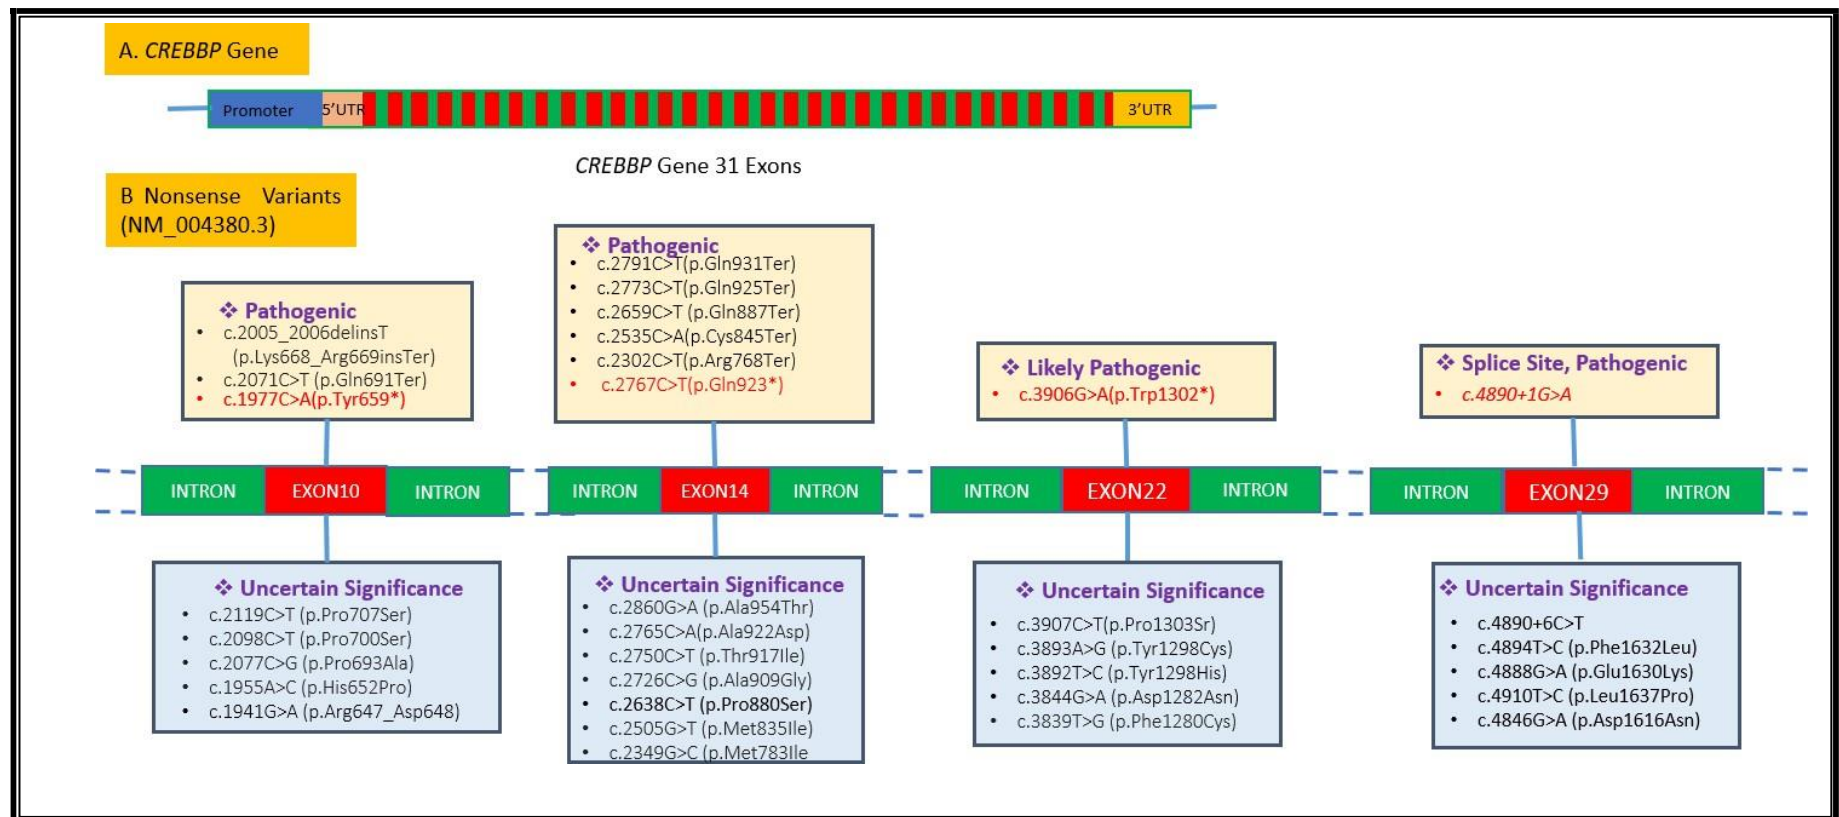 A. CREBBP Gene
Promoter
5'UTR
3'UTR
CREBBP Gene 31 Exons
B Nonsense Variants
(NM_004380.3)
❖ Pathogenic
• c.2005_2006delinsT
(p.Lys668_Arg669insTer)
• c.2071C>T (p.Gln691Ter)
• c.1977C>A(p.Tyr659*)
❖ Pathogenic
• c.2791C>T(p.Gln931Ter)
• c.2773C>T(p.Gln925Ter)
• c.2659C>T (p.Gln887Ter)
• c.2535C>A(p.Cys845Ter)
• c.2302C>T(p.Arg768Ter)
• c.2767C>T(p.Gln923*)
❖ Likely Pathogenic
• c.3906G>A(p.Trp1302*)
❖ Splice Site, Pathogenic
• c.4890+1G>A
INTRON EXON10 INTRON
INTRON EXON14 INTRON
INTRON EXON22 INTRON
INTRON EXON29 INTRON
❖ Uncertain Significance
• c.2119C>T (p.Pro707Ser)
• c.2098C>T (p.Pro700Ser)
• c.2077C>G (p.Pro693Ala)
• c.1955A>C (p.His652Pro)
• c.1941G>A (p.Arg647_Asp648)
❖ Uncertain Significance
• c.2860G>A (p.Ala954Thr)
• c.2765C>A(p.Ala922Asp)
• c.2750C>T (p.Thr917Ile)
• c.2726C>G (p.Ala909Gly)
• c.2638C>T (p.Pro880Ser)
• c.2505G>T (p.Met835Ile)
• c.2349G>C (p.Met783Ile
❖ Uncertain Significance
• c.3907C>T(p.Pro1303Sr)
• c.3893A>G (p.Tyr1298Cys)
• c.3892T>C (p.Tyr1298His)
• c.3844G>A (p.Asp1282Asn)
• c.3839T>G (p.Phe1280Cys)
❖ Uncertain Significance
• c.4890+6C>T
• c.4894T>C (p.Phe1632Leu)
• c.4888G>A (p.Glu1630Lys)
• c.4910T>C (p.Leu1637Pro)
• c.4846G>A (p.Asp1616Asn)